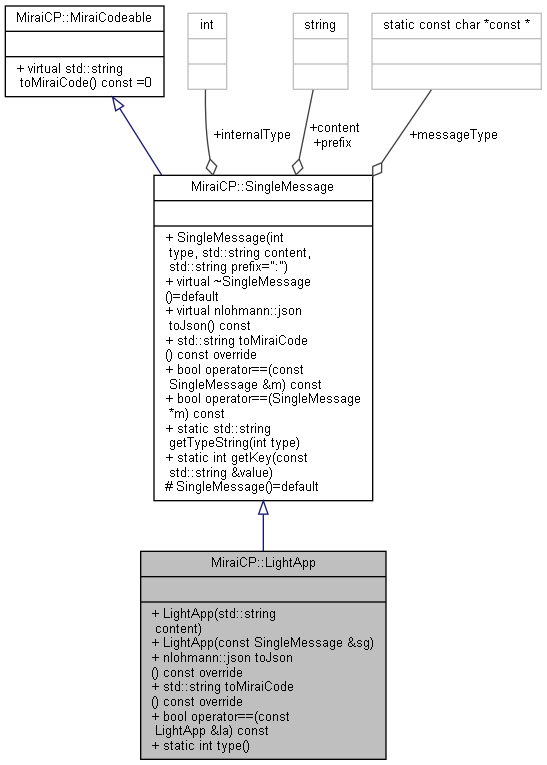 MiraiCP::MiraiCodeable
int
string
static const char *const *
+ virtual std::string
toMiraiCode() const =0
+internalType
+content
+prefix
+messageType
MiraiCP::SingleMessage
+ SingleMessage(int
type, std::string content,
std::string prefix=":")
+ virtual ~SingleMessage
()=default
+ virtual nlohmann::json
toJson() const
+ std::string toMiraiCode
() const override
+ bool operator==(const
SingleMessage &m) const
+ bool operator==(SingleMessage
*m) const
+ static std::string
getTypeString(int type)
+ static int getKey(const
std::string &value)
# SingleMessage()=default
MiraiCP::LightApp
+ LightApp(std::string
content)
+ LightApp(const SingleMessage &sg)
+ nlohmann::json toJson
() const override
+ std::string toMiraiCode
() const override
+ bool operator==(const
LightApp &la) const
+ static int type()